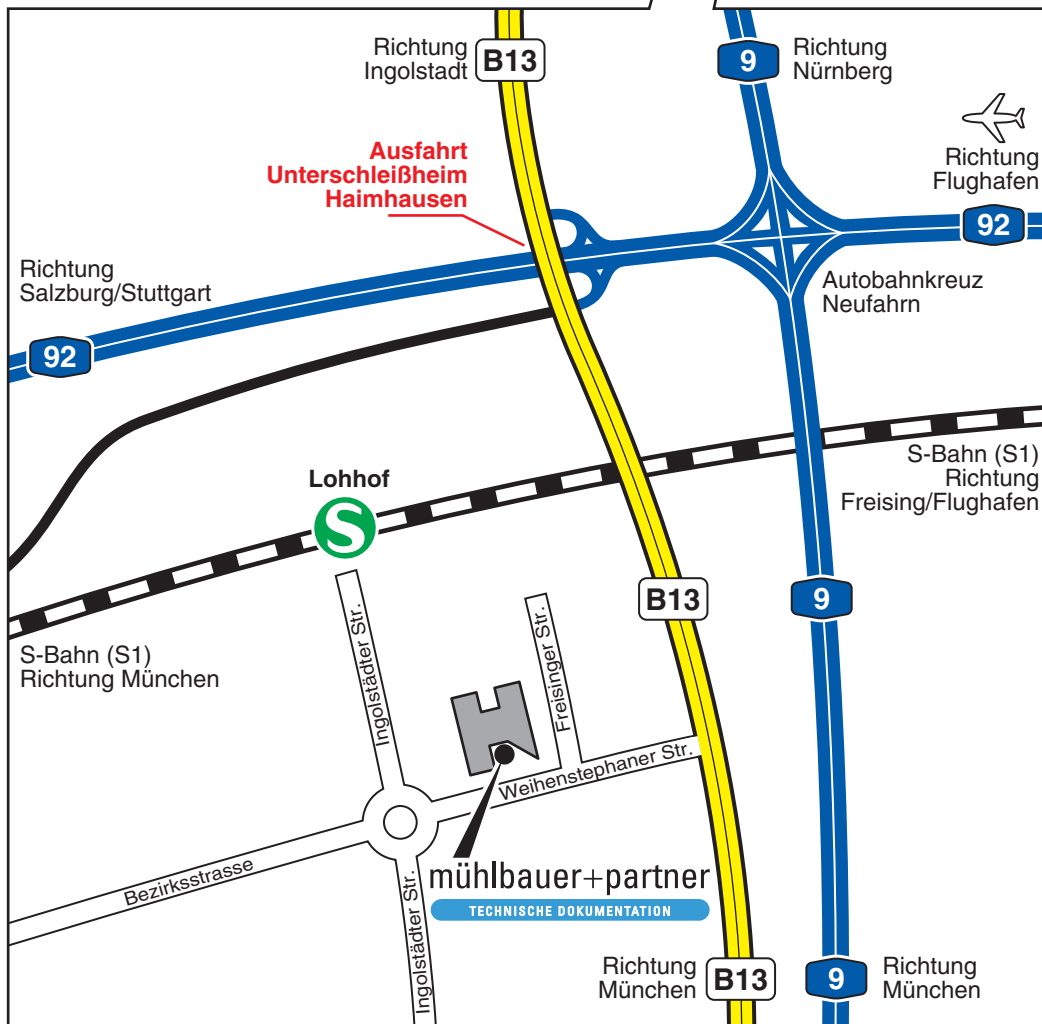 Richtung
Ingolstadt
B13
9
Richtung
Nürnberg
Ausfahrt
Unterschleißheim
Haimhausen
Richtung
Flughafen
92
Richtung
Salzburg/Stuttgart
Autobahnkreuz
Neufahrn
92
S-Bahn (S1)
Richtung
Freising/Flughafen
Lohhof
S
B13
9
S-Bahn (S1)
Richtung München
Ingolstädter Str.
Freisinger Str.
Weihenstephaner Str.
Bezirksstrasse
mühlbauer+partner
TECHNISCHE DOKUMENTATION
Ingolstädter Str.
Richtung
München
B13
9
Richtung
München